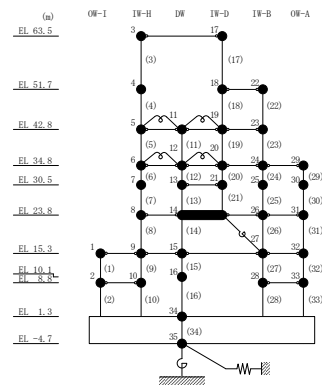 (m) OW-I IW-H DW IW-D IW-B OW-A
EL 63.5 3 17
(3) (17)
EL 51.7 4 18 22
(4) (18) (22)
EL 42.8 5 11 19 23
(5) (11) (19) (23)
EL 34.8 6 12 20 24 29
(6) (12) (20) (24) (29)
EL 30.5 7 13 21 25 30
(7) (13) (21) (25) (30)
EL 23.8 8 14 26 31
(8) (14) (26) (31)
27
EL 15.3 1 9 15 32
(1) (9) (15) (27) (32)
EL 10.1 16
EL 8.8 2 10 28 33
(2) (10) (16) (28) (33)
EL 1.3 34
(34)
EL -4.7 35